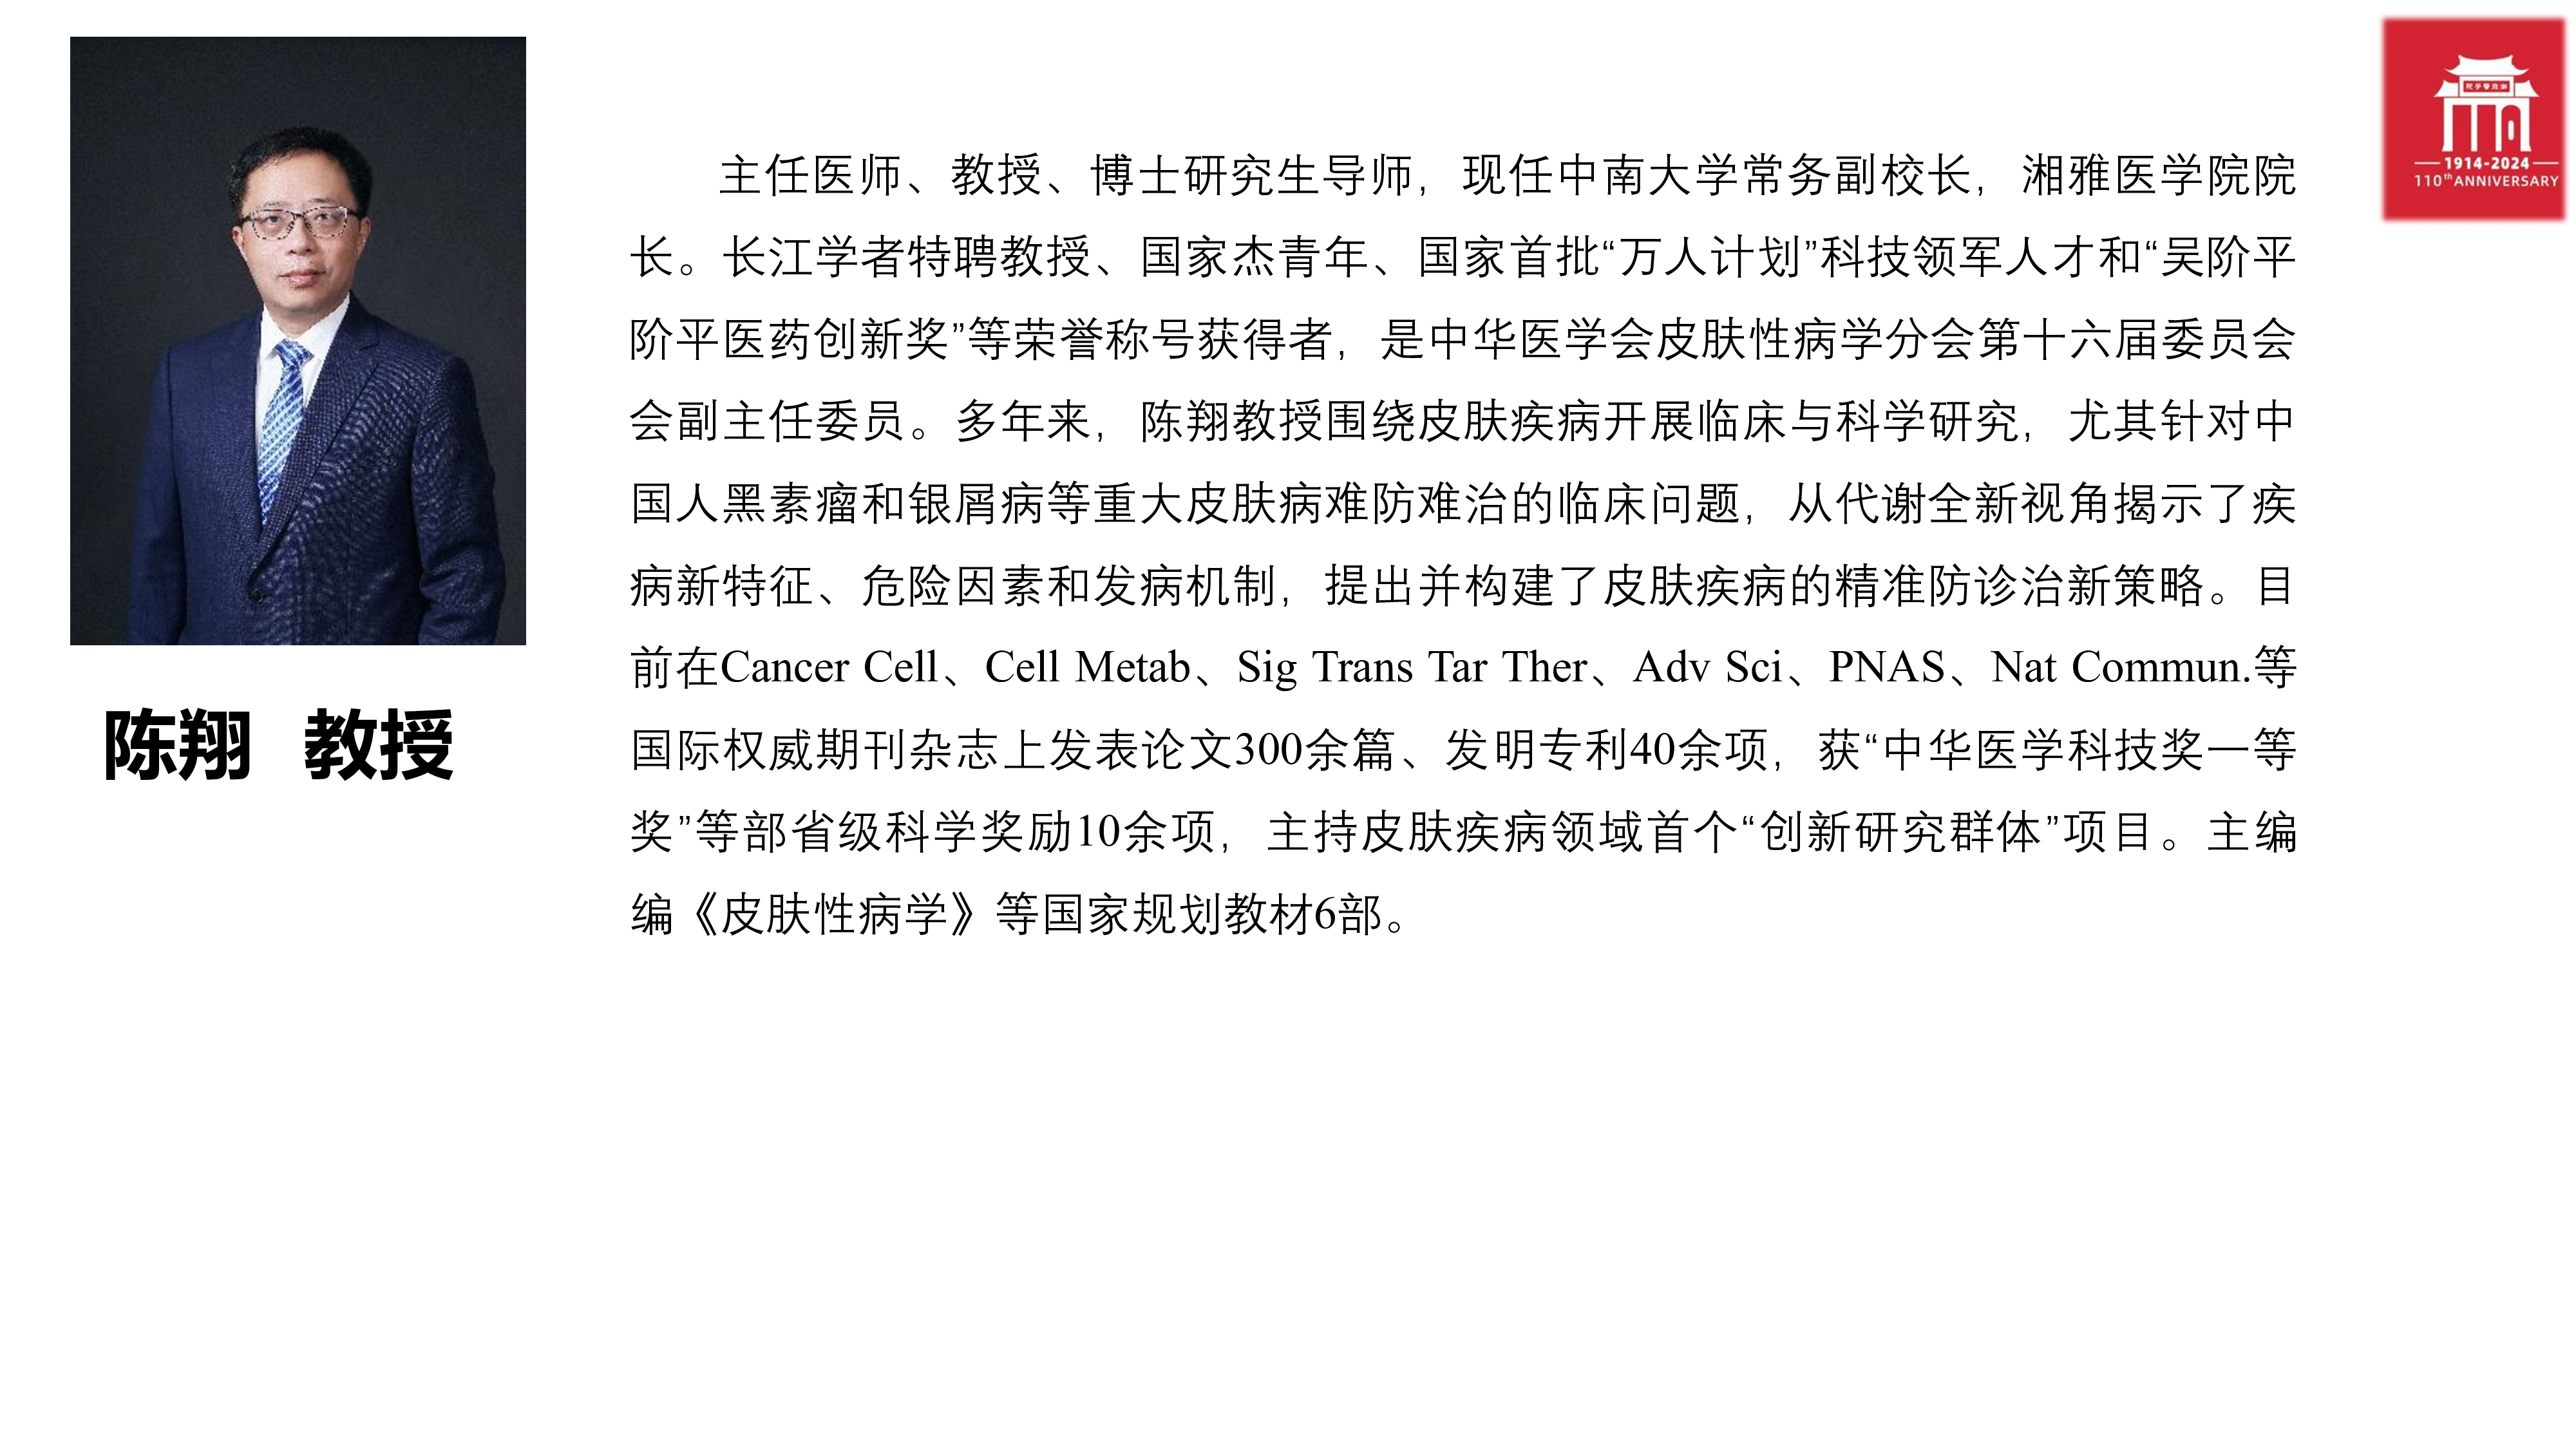 湘雅醫學院
1914-2024
110th ANNIVERSARY
主任医师、教授、博士研究生导师，现任中南大学常务副校长，湘雅医学院院
长。长江学者特聘教授、国家杰青年、国家首批“万人计划”科技领军人才和“吴阶平
阶平医药创新奖”等荣誉称号获得者，是中华医学会皮肤性病学分会第十六届委员会
会副主任委员。多年来，陈翔教授围绕皮肤疾病开展临床与科学研究，尤其针对中
国人黑素瘤和银屑病等重大皮肤病难防难治的临床问题，从代谢全新视角揭示了疾
病新特征、危险因素和发病机制，提出并构建了皮肤疾病的精准防诊治新策略。目
前在Cancer Cell、Cell Metab、Sig Trans Tar Ther、Adv Sci、PNAS、Nat Commun.等
国际权威期刊杂志上发表论文300余篇、发明专利40余项，获“中华医学科技奖一等
奖”等部省级科学奖励10余项，主持皮肤疾病领域首个“创新研究群体”项目。主编
编《皮肤性病学》等国家规划教材6部。
陈翔 教授